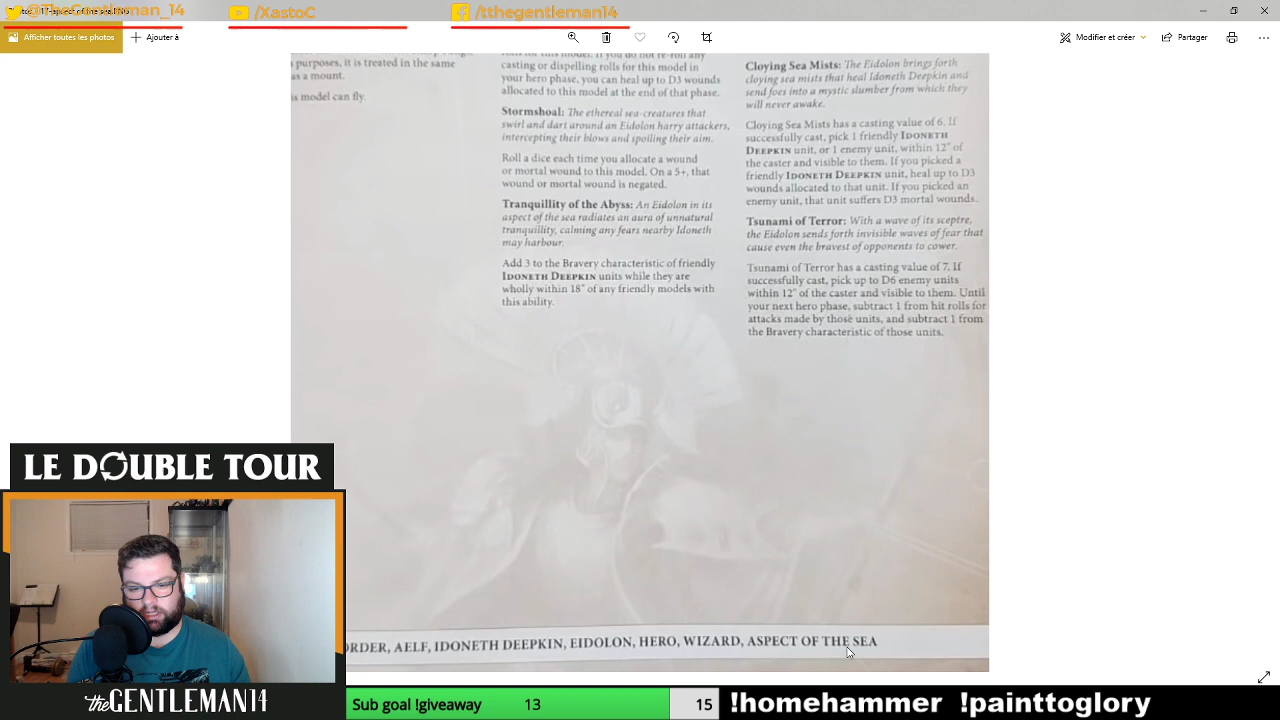 @TheGentleman_14
/XastoC
/tthegentleman14
Afficher toutes les photos
Ajouter à
Modifier et créer
Partager
purposes, it is treated in the same
as a mount.
is model can fly.
rolls for this model. If you do not re-roll any
casting or dispelling rolls for this model in
your hero phase, you can heal up to D3 wounds
allocated to this model at the end of that phase.
Stormshoal: The ethereal sea-creatures that
swirl and dart around an Eidolon harry attackers,
intercepting their blows and spoiling their aim.
Roll a dice each time you allocate a wound
or mortal wound to this model. On a 5+, that
wound or mortal wound is negated.
Tranquillity of the Abyss: An Eidolon in its
aspect of the sea radiates an aura of unnatural
tranquillity, calming any fears nearby Idoneth
may harbour.
Add 3 to the Bravery characteristic of friendly
IDONETH DEEPKIN units while they are
wholly within 18" of any friendly models with
this ability.
Cloying Sea Mists: The Eidolon brings forth
cloying sea mists that heal Idoneth Deepkin and
send foes into a mystic slumber from which they
will never awake.
Cloying Sea Mists has a casting value of 6. If
successfully cast, pick 1 friendly IDONETH
DEEPKIN unit, or 1 enemy unit, within 12" of
the caster and visible to them. If you picked a
friendly IDONETH DEEPKIN unit, heal up to D3
wounds allocated to that unit. If you picked an
enemy unit, that unit suffers D3 mortal wounds.
Tsunami of Terror: With a wave of its sceptre,
the Eidolon sends forth invisible waves of fear that
cause even the bravest of opponents to cower.
Tsunami of Terror has a casting value of 7. If
successfully cast, pick up to D6 enemy units
within 12" of the caster and visible to them. Until
your next hero phase, subtract 1 from hit rolls for
attacks made by those units, and subtract 1 from
the Bravery characteristic of those units.
ORDER, AELF, IDONETH DEEPKIN, EIDOLON, HERO, WIZARD, ASPECT OF THE SEA
LE DOUBLE TOUR
theGENTLEMAN14
Sub goal !giveaway 13 15
!homehammer !painttoglory